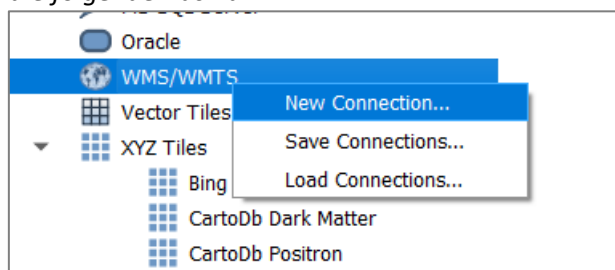 Oracle
WMS/WMTS
New Connection...
Vector Tiles
Save Connections...
XYZ Tiles
Load Connections...
Bing
CartoDb Dark Matter
CartoDb Positron